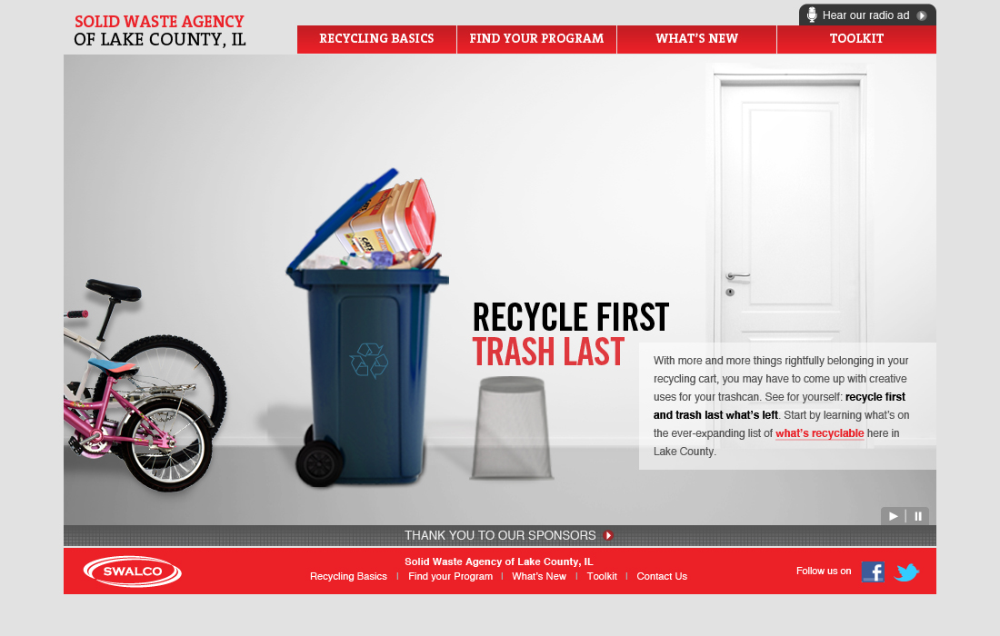 SOLID WASTE AGENCY
OF LAKE COUNTY, IL
Hear our radio ad
RECYCLING BASICS
FIND YOUR PROGRAM
WHAT'S NEW
TOOLKIT
CATS
RECYCLE FIRST
TRASH LAST
With more and more things rightfully belonging in your
recycling cart, you may have to come up with creative
uses for your trashcan. See for yourself: recycle first
and trash last what's left. Start by learning what's on
the ever-expanding list of what's recyclable here in
Lake County.
THANK YOU TO OUR SPONSORS
SWALCO
Solid Waste Agency of Lake County, IL
Recycling Basics | Find your Program | What's New | Toolkit | Contact Us
Follow us on
f